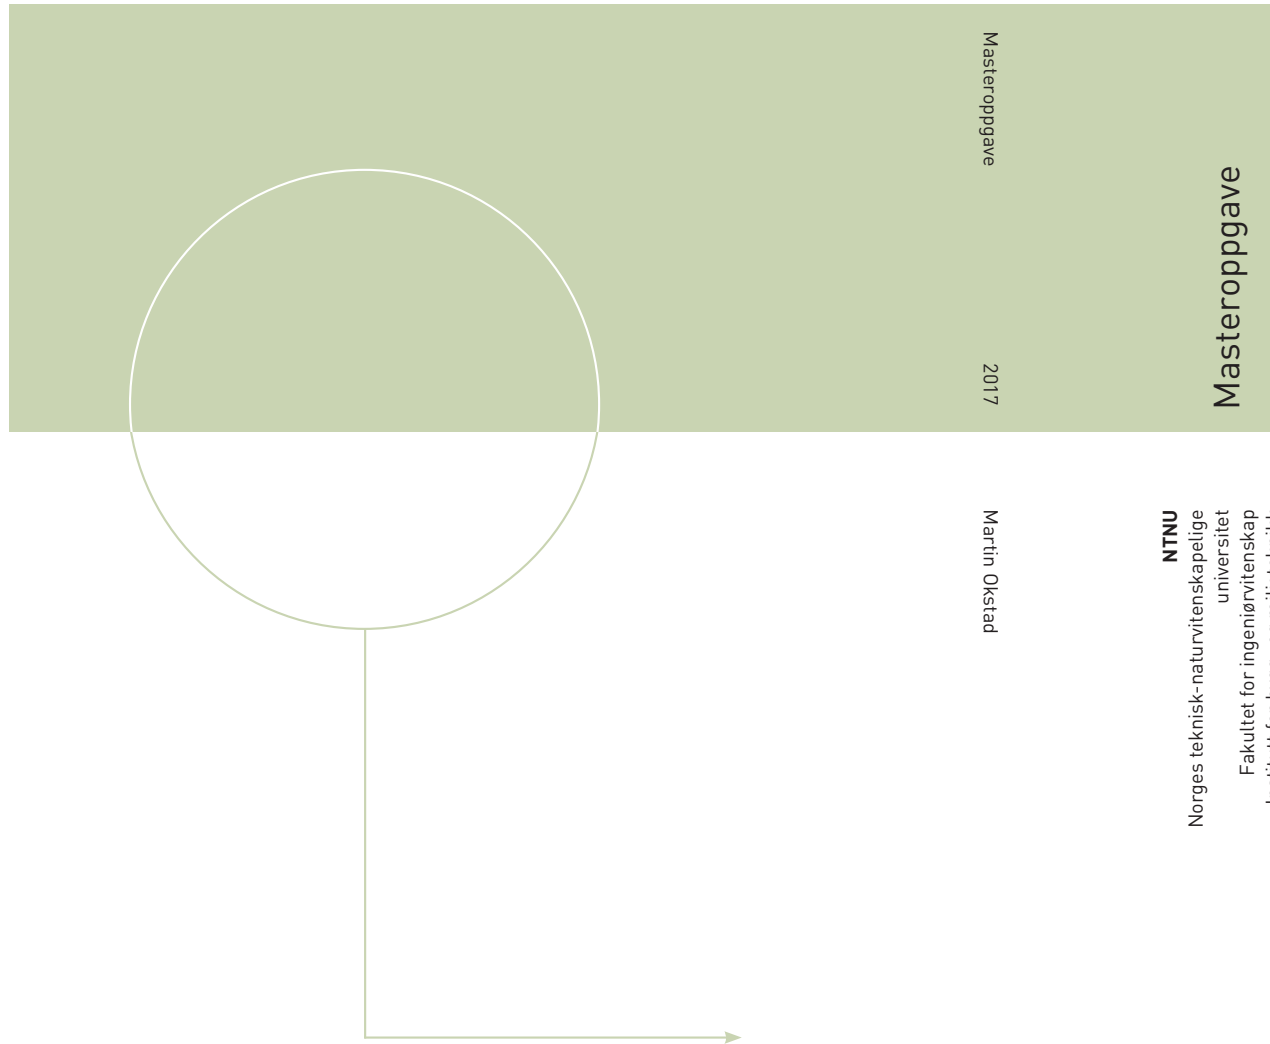 Masteroppgave
2017
Martin Okstad
Masteroppgave
NTNU
Norges teknisk-naturvitenskapelige
universitet
Fakultet for ingeniørvitenskap